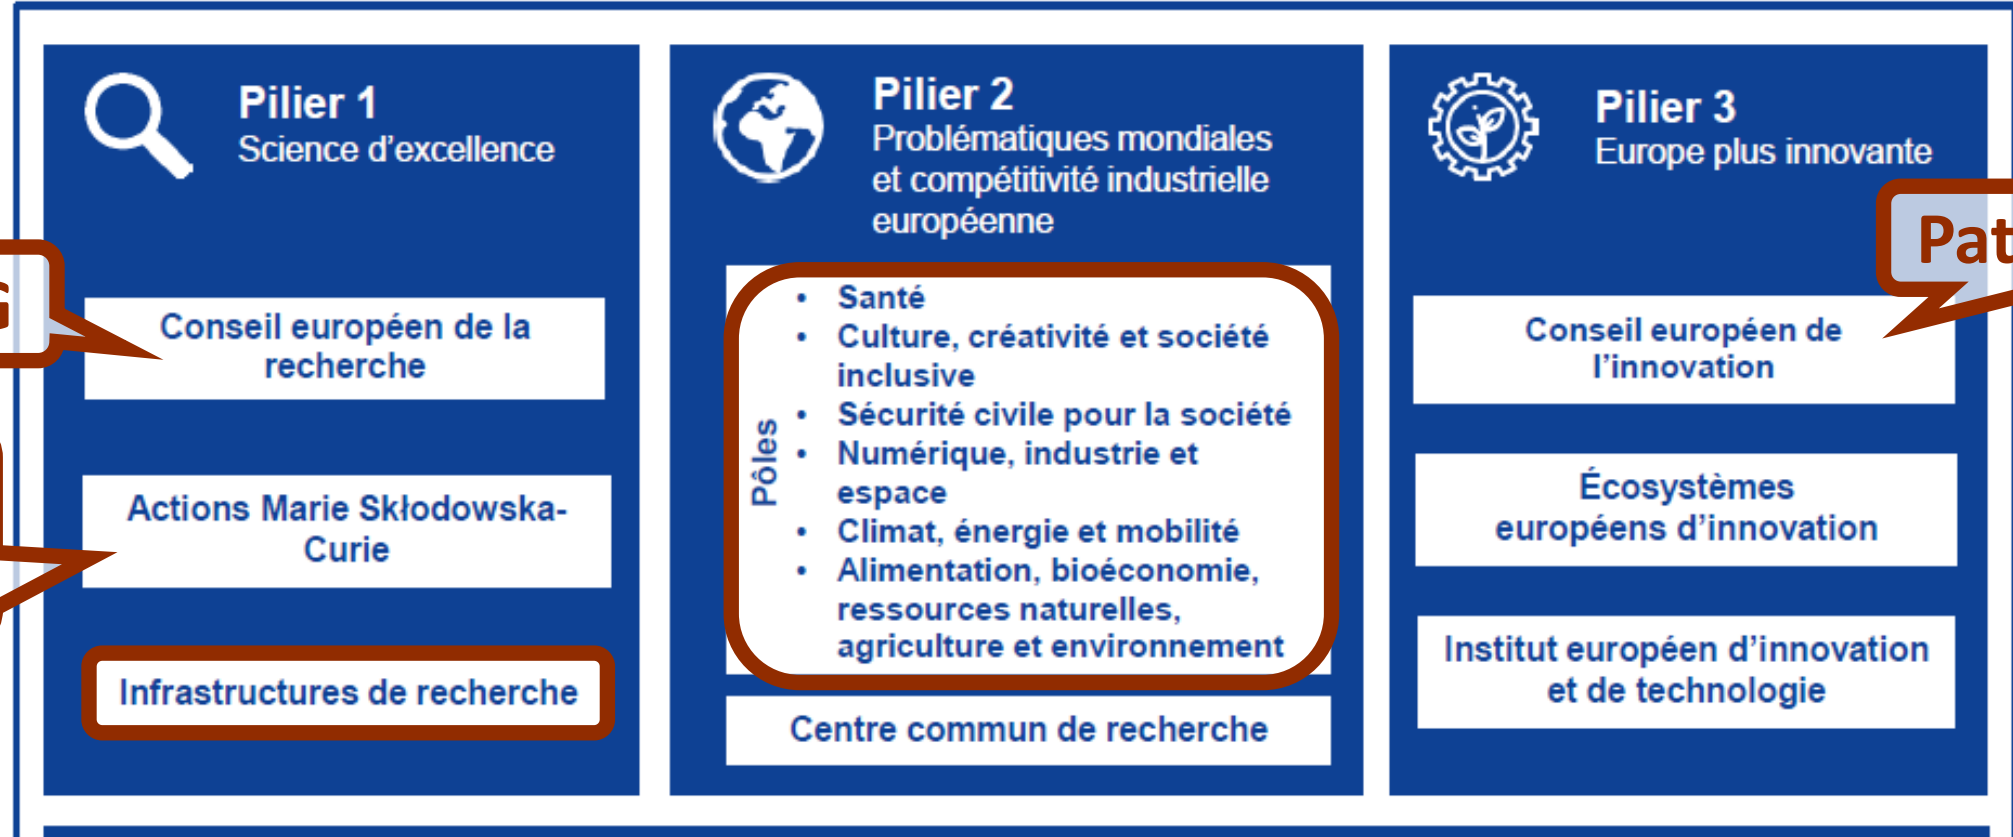 Pilier 1
Science d'excellence
Conseil européen de la
recherche
Actions Marie Skłodowska-
Curie
Infrastructures de recherche
Pilier 2
Problématiques mondiales
et compétitivité industrielle
européenne
Pôles
• Santé
• Culture, créativité et société
inclusive
• Sécurité civile pour la société
• Numérique, industrie et
espace
• Climat, énergie et mobilité
• Alimentation, bioéconomie,
ressources naturelles,
agriculture et environnement
Centre commun de recherche
Pilier 3
Europe plus innovante
Pat
Conseil européen de
l'innovation
Écosystèmes
européens d'innovation
Institut européen d'innovation
et de technologie